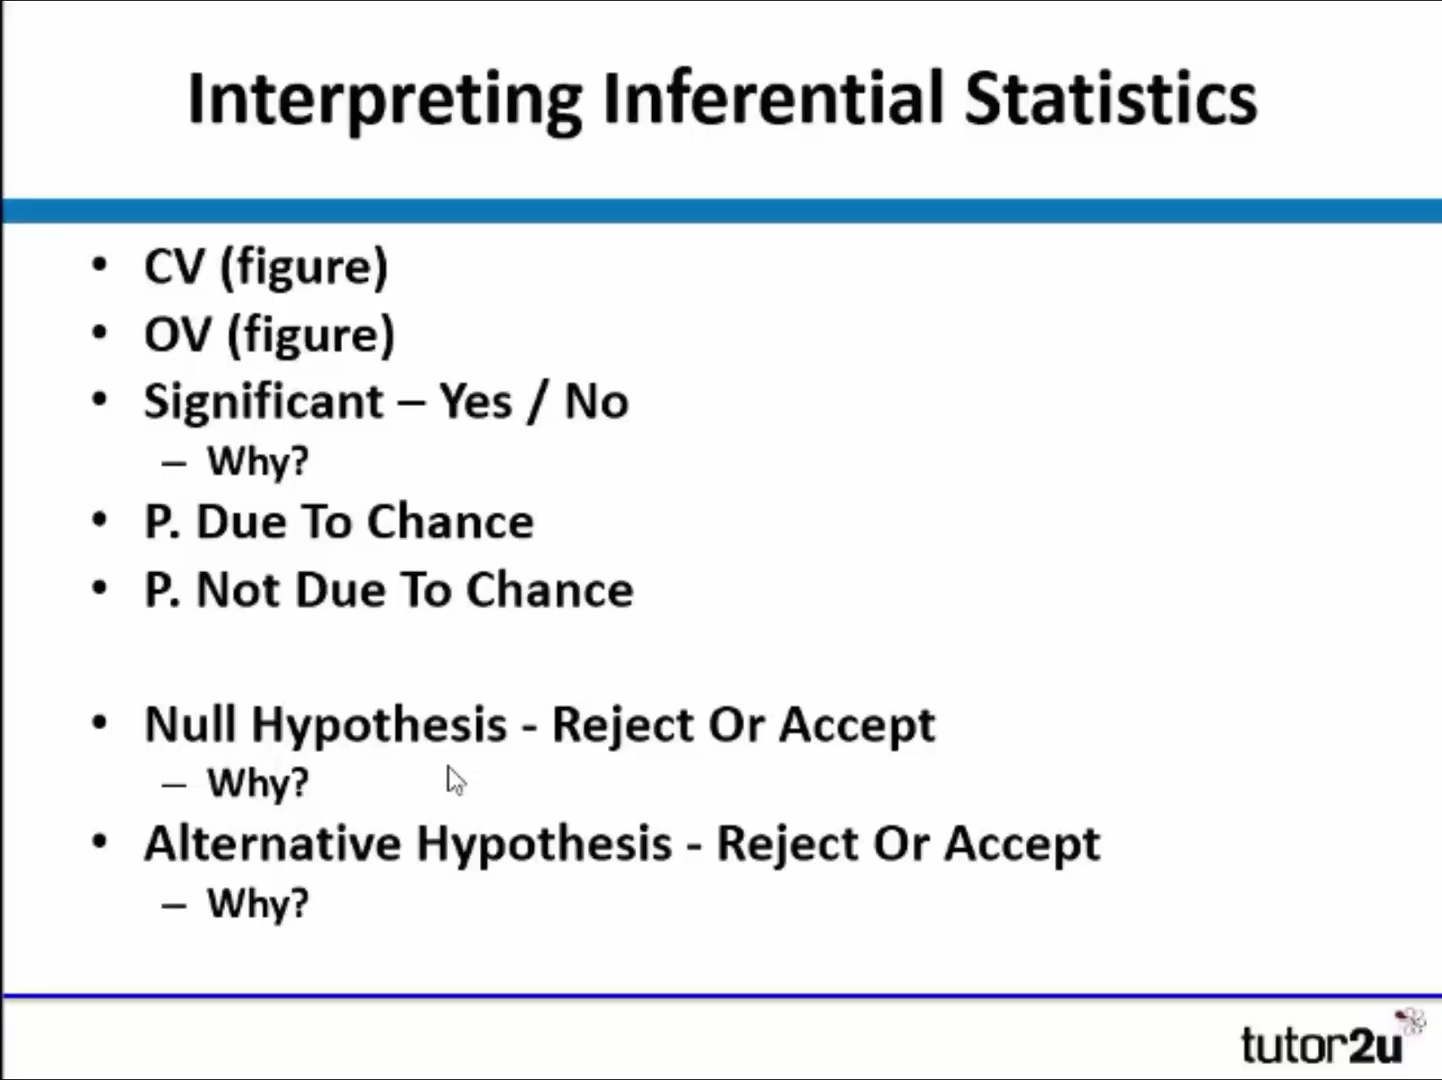 Interpreting Inferential Statistics
• CV (figure)
• OV (figure)
• Significant – Yes / No
– Why?
• P. Due To Chance
• P. Not Due To Chance
• Null Hypothesis - Reject Or Accept
– Why?
• Alternative Hypothesis - Reject Or Accept
– Why?
tutor2u